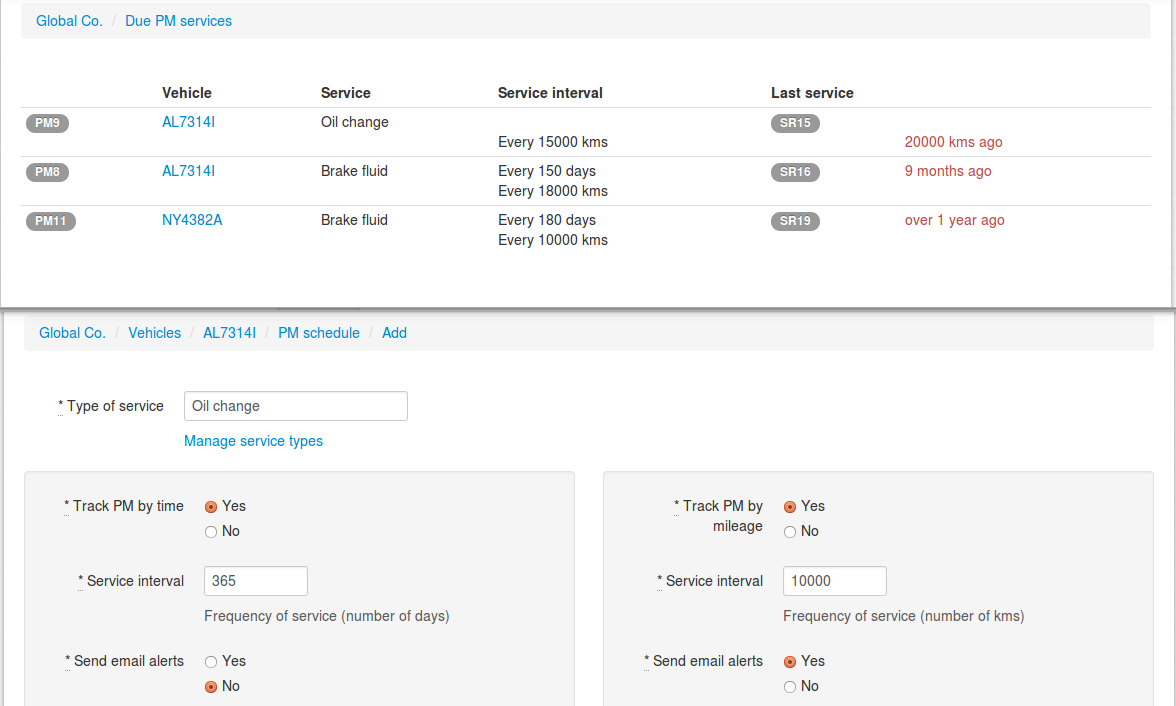 Global Co. / Due PM services
Vehicle Service Service interval Last service
PM9 AL7314I Oil change SR15
Every 15000 kms 20000 kms ago
PM8 AL7314I Brake fluid Every 150 days SR16 9 months ago
Every 18000 kms
PM11 NY4382A Brake fluid Every 180 days SR19 over 1 year ago
Every 10000 kms
Global Co. / Vehicles / AL7314I / PM schedule / Add
* Type of service Oil change
Manage service types
* Track PM by time Yes
No
* Service interval 365
Frequency of service (number of days)
* Send email alerts Yes
No
* Track PM by Yes
mileage No
* Service interval 10000
Frequency of service (number of kms)
* Send email alerts Yes
No